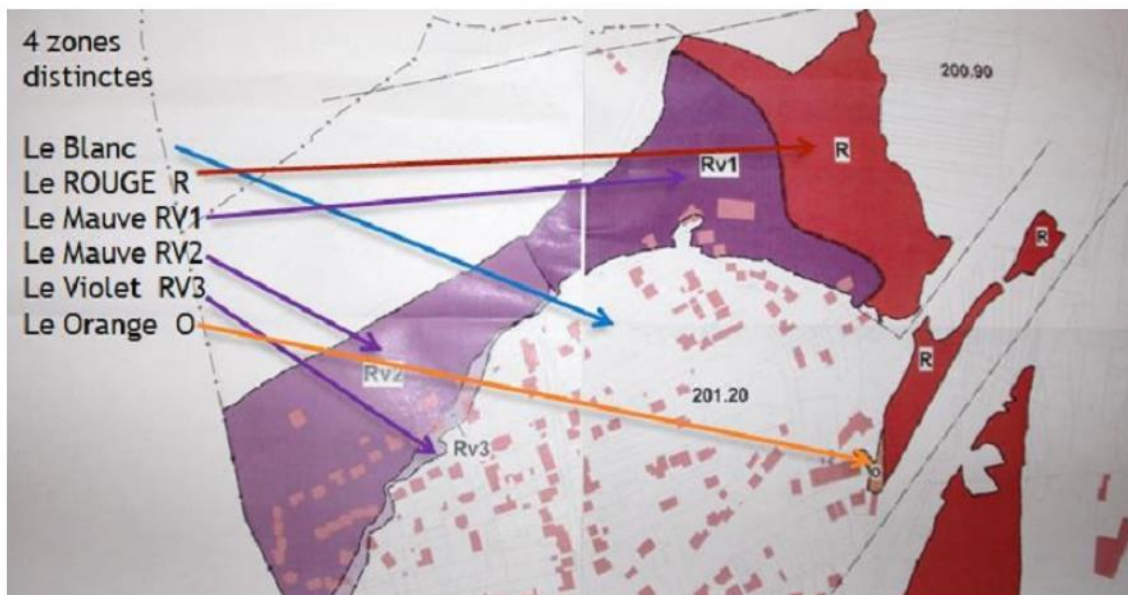 4 zones
distinctes
Le Blanc
Le ROUGE R
Le Mauve RV1
Le Mauve RV2
Le Violet RV3
Le Orange O
200.90
R
Rv1
R
R
Rv2
201.20
Rv3
O